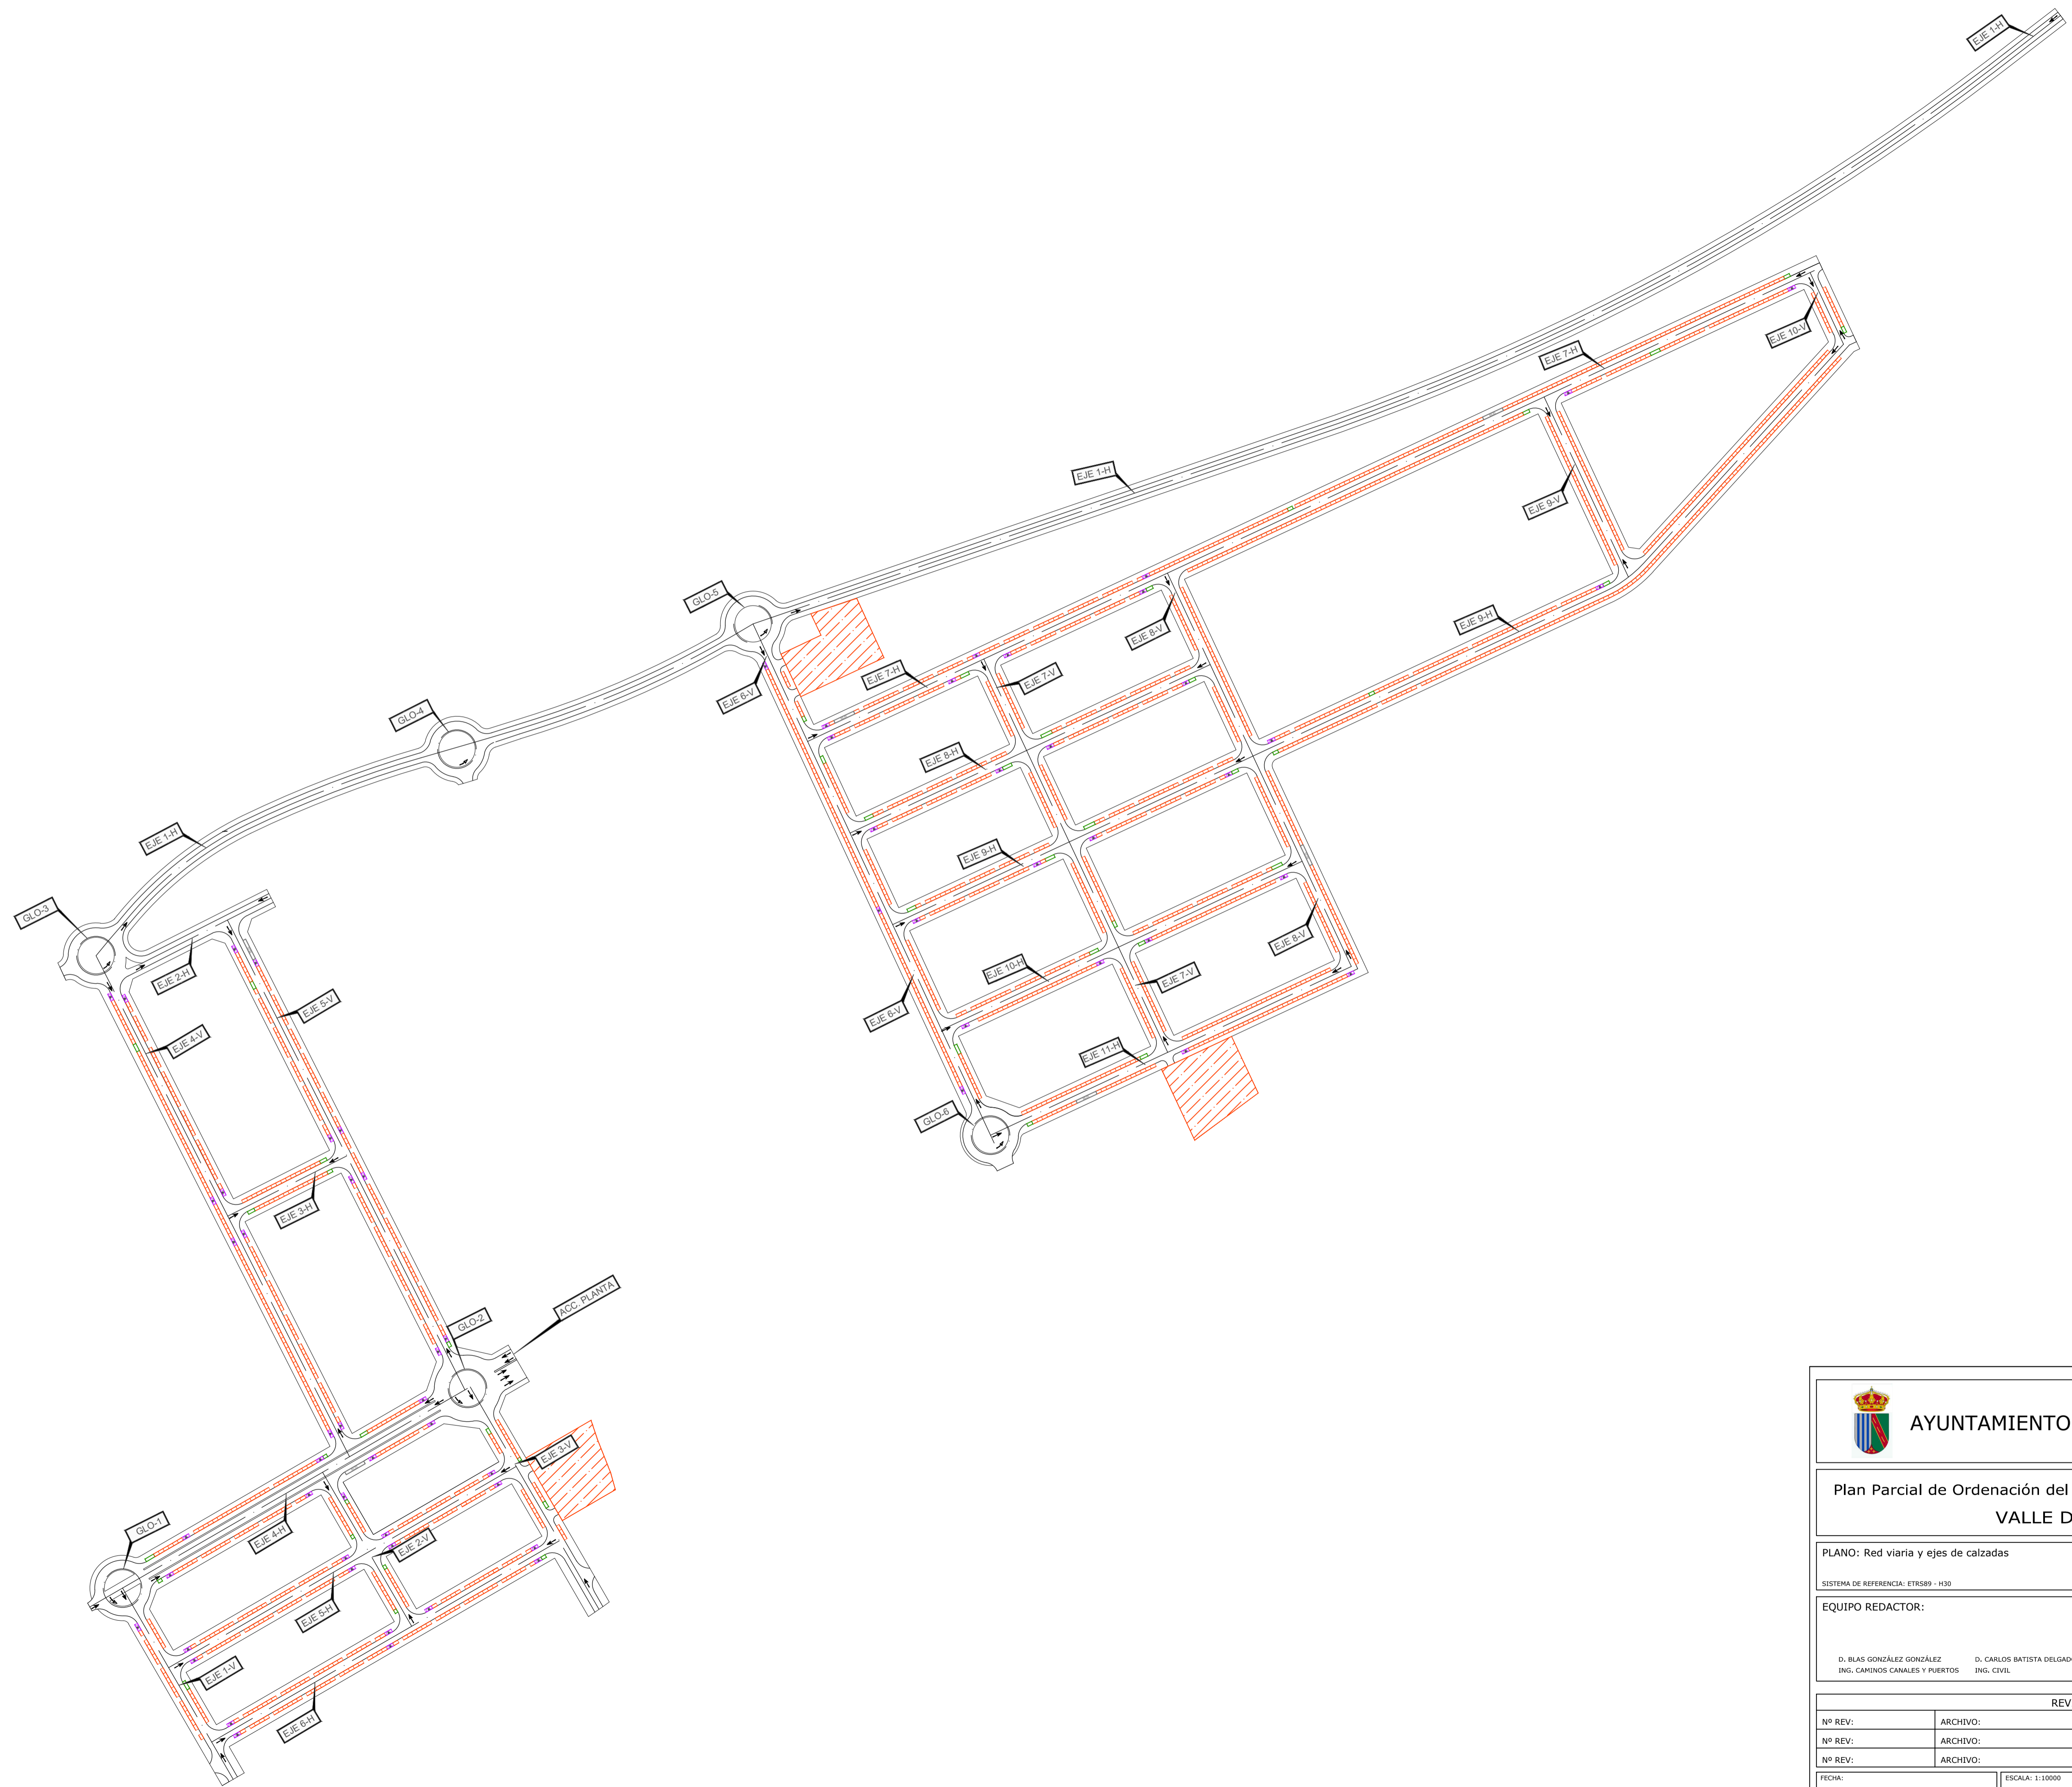 EJE 1-H
EJE 10-V
EJE 7-H
EJE 1-H
EJE 9-V
GLO-5
EJE 9-H
EJE 8-V
EJE 7-H
EJE 7-V
EJE 6-V
GLO-4
EJE 8-H
EJE 1-H
EJE 9-H
GLO-3
EJE 8-V
EJE 10-H
EJE 7-V
EJE 2-H
EJE 5-V
EJE 6-V
EJE 4-V
EJE 11-H
GLO-6
EJE 3-H
ACC. PLANTA
GLO-2
EJE 3-V
GLO-1
EJE 4-H
EJE 2-V
EJE 5-H
EJE 1-V
EJE 6-H
AYUNTAMIENTO
Plan Parcial de Ordenación del
VALLE D
PLANO: Red viaria y ejes de calzadas
SISTEMA DE REFERENCIA: ETRS89 - H30
EQUIPO REDACTOR:
D. BLAS GONZÁLEZ GONZÁLEZ D. CARLOS BATISTA DELGAD
ING. CAMINOS CANALES Y PUERTOS ING. CIVIL
REV
Nº REV: ARCHIVO:
Nº REV: ARCHIVO:
Nº REV: ARCHIVO:
FECHA: ESCALA: 1:10000